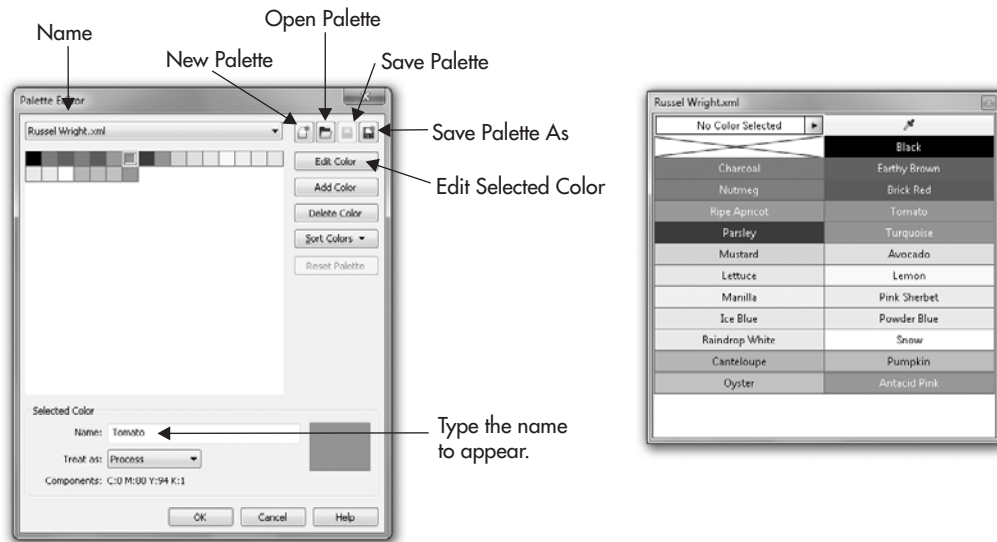 Open Palette
Name
New Palette
Save Palette
Palette Editor
Russel Wright.xml
Save Palette As
Edit Color
Edit Selected Color
Add Color
Delete Color
Sort Colors
Reset Palette
Selected Color
Name: Tomato
Type the name
to appear.
Treat as: Process
Components: C:0 M:80 Y:94 K:1
OK Cancel Help
Russel Wright.xml
No Color Selected
Black
Charcoal Earthy Brown
Nutmeg Brick Red
Ripe Apricot Tomato
Parsley Turquoise
Mustard Avocado
Lettuce Lemon
Manilla Pink Sherbet
Ice Blue Powder Blue
Raindrop White Snow
Canteloupe Pumpkin
Oyster Antacid Pink